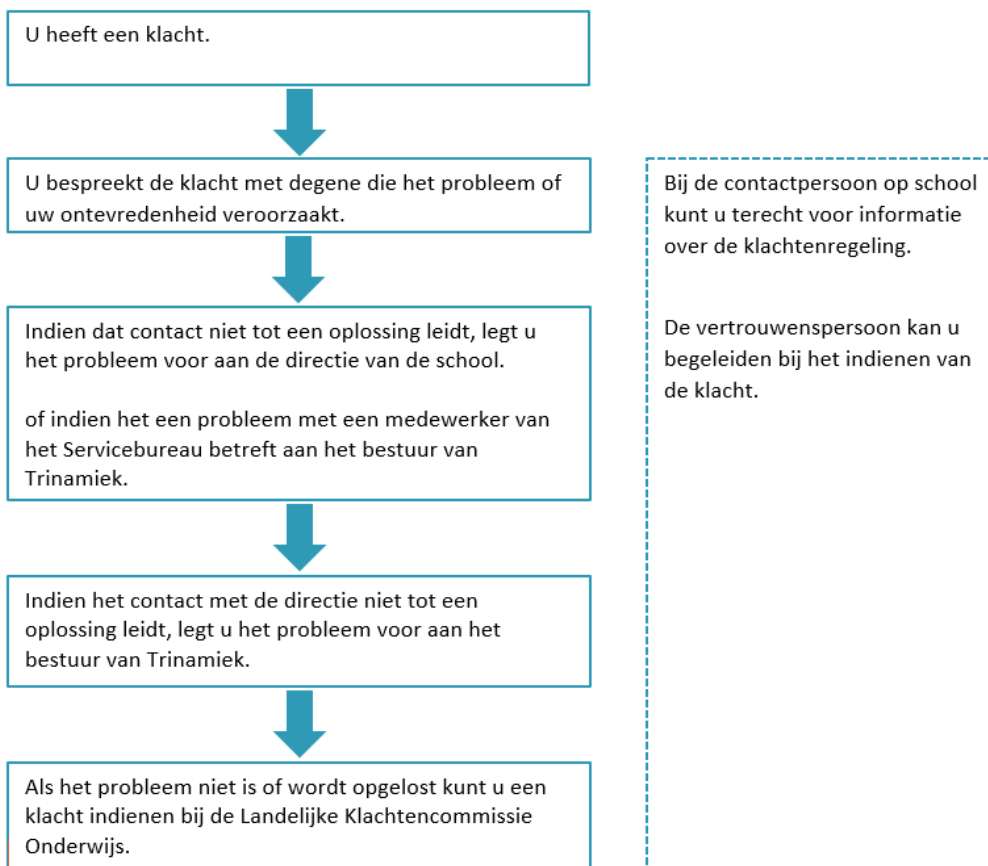 U heeft een klacht.
U bespreekt de klacht met degene die het probleem of
uw ontevredenheid veroorzaakt.
Indien dat contact niet tot een oplossing leidt, legt u
het probleem voor aan de directie van de school.
of indien het een probleem met een medewerker van
het Servicebureau betreft aan het bestuur van
Trinamiek.
Indien het contact met de directie niet tot een
oplossing leidt, legt u het probleem voor aan het
bestuur van Trinamiek.
Als het probleem niet is of wordt opgelost kunt u een
klacht indienen bij de Landelijke Klachtencommissie
Onderwijs.
Bij de contactpersoon op school
kunt u terecht voor informatie
over de klachtenregeling.
De vertrouwenspersoon kan u
begeleiden bij het indienen van
de klacht.